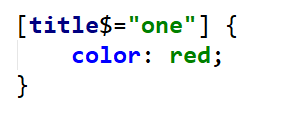 [title$="one"] {
    color: red;
}